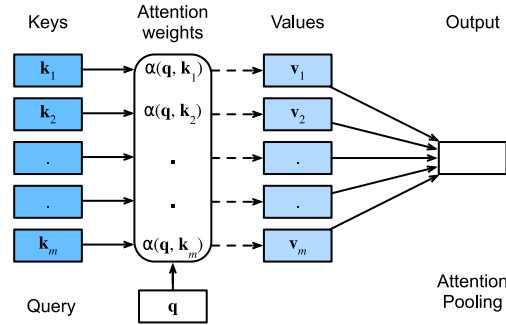 Keys
Attention
weights
Values
Output
k₁
α(q, k₁)
v₁
k₂
α(q, k₂)
v₂
. . .
. . .
kₘ
α(q, kₘ)
vₘ
Query
q
Attention
Pooling